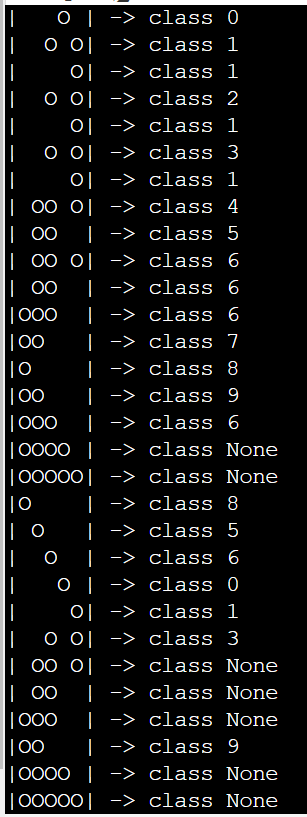 |   O | -> class 0
|  O O| -> class 1
|    O| -> class 1
|  O O| -> class 2
|    O| -> class 1
|  O O| -> class 3
|    O| -> class 1
| OO O| -> class 4
| OO  | -> class 5
| OO O| -> class 6
| OO  | -> class 6
|OOO  | -> class 6
|OO   | -> class 7
|O    | -> class 8
|OO   | -> class 9
|OOO  | -> class 6
|OOOO | -> class None
|OOOOO| -> class None
|O    | -> class 8
| O   | -> class 5
|  O  | -> class 6
|   O | -> class 0
|    O| -> class 1
|  O O| -> class 3
| OO O| -> class None
| OO  | -> class None
|OOO  | -> class None
|OO   | -> class 9
|OOOO | -> class None
|OOOOO| -> class None